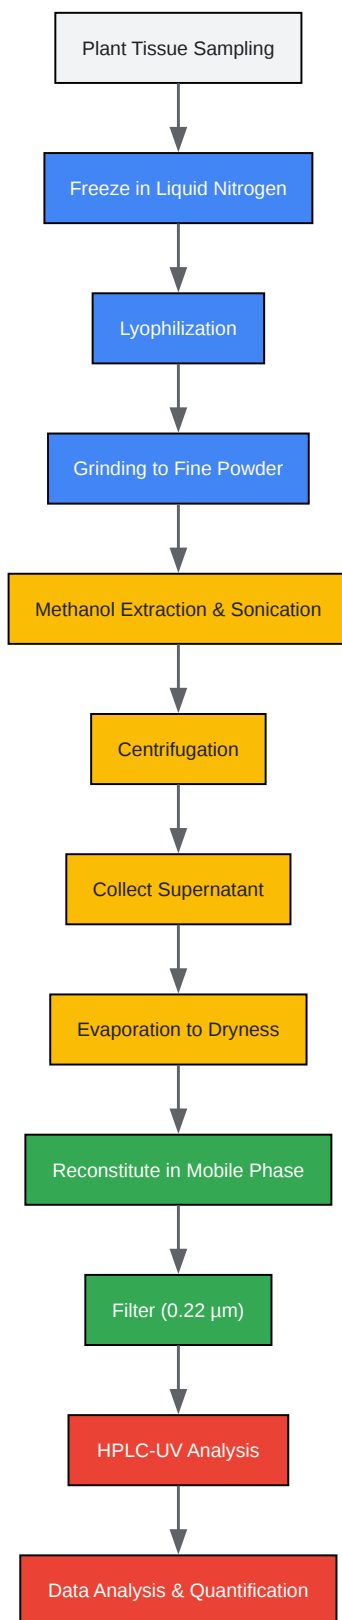 Plant Tissue Sampling
Freeze in Liquid Nitrogen
Lyophilization
Grinding to Fine Powder
Methanol Extraction & Sonication
Centrifugation
Collect Supernatant
Evaporation to Dryness
Reconstitute in Mobile Phase
Filter (0.22 µm)
HPLC-UV Analysis
Data Analysis & Quantification